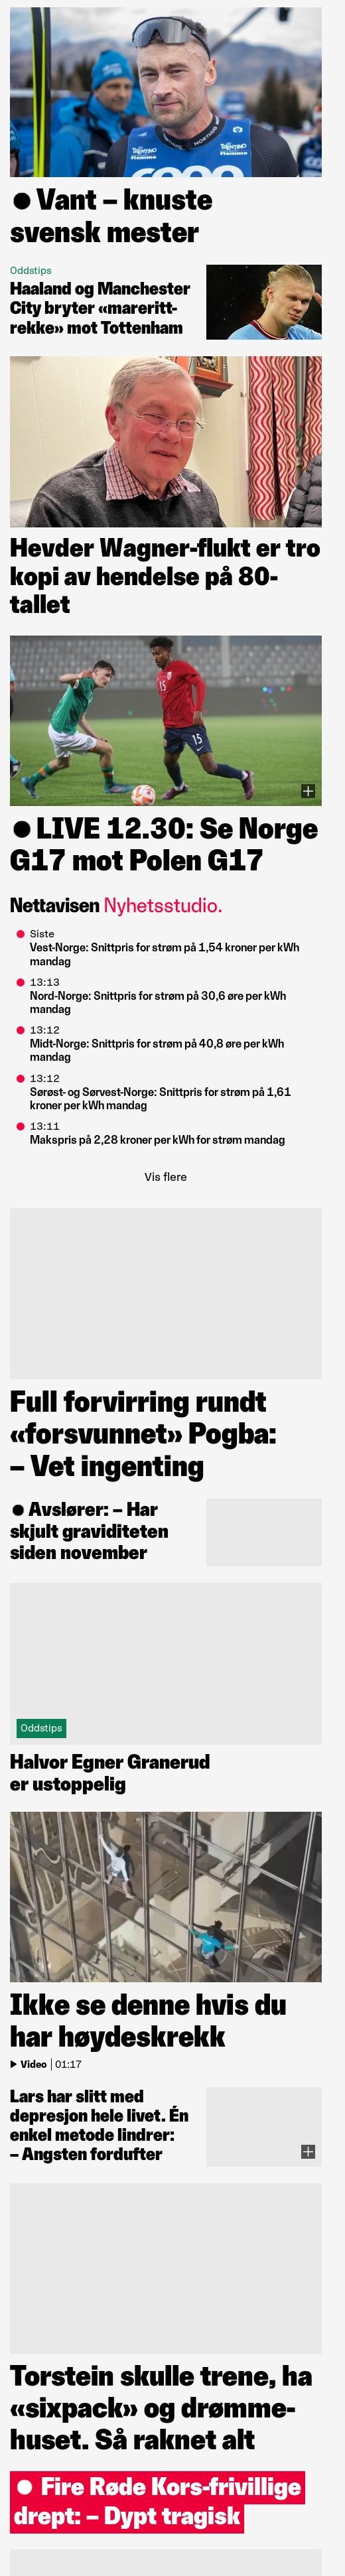 Vant – knuste
svensk mester
Oddstips
Haaland og Manchester
City bryter «mareritt-
rekke» mot Tottenham
Hevder Wagner-flukt er tro
kopi av hendelse på 80-
tallet
LIVE 12.30: Se Norge
G17 mot Polen G17
Nettavisen Nyhetsstudio.
Siste
Vest-Norge: Snittpris for strøm på 1,54 kroner per kWh
mandag
13:13
Nord-Norge: Snittpris for strøm på 30,6 øre per kWh
mandag
13:12
Midt-Norge: Snittpris for strøm på 40,8 øre per kWh
mandag
13:12
Sørøst- og Sørvest-Norge: Snittpris for strøm på 1,61
kroner per kWh mandag
13:11
Makspris på 2,28 kroner per kWh for strøm mandag
Vis flere
Full forvirring rundt
«forsvunnet» Pogba:
– Vet ingenting
Avslører: – Har
skjult graviditeten
siden november
Oddstips
Halvor Egner Granerud
er ustoppelig
Ikke se denne hvis du
har høydeskrekk
Video | 01:17
Lars har slitt med
depresjon hele livet. Én
enkel metode lindrer:
– Angsten fordufter
Torstein skulle trene, ha
«sixpack» og drømme-
huset. Så raknet alt
Fire Røde Kors-frivillige
drept: – Dypt tragisk